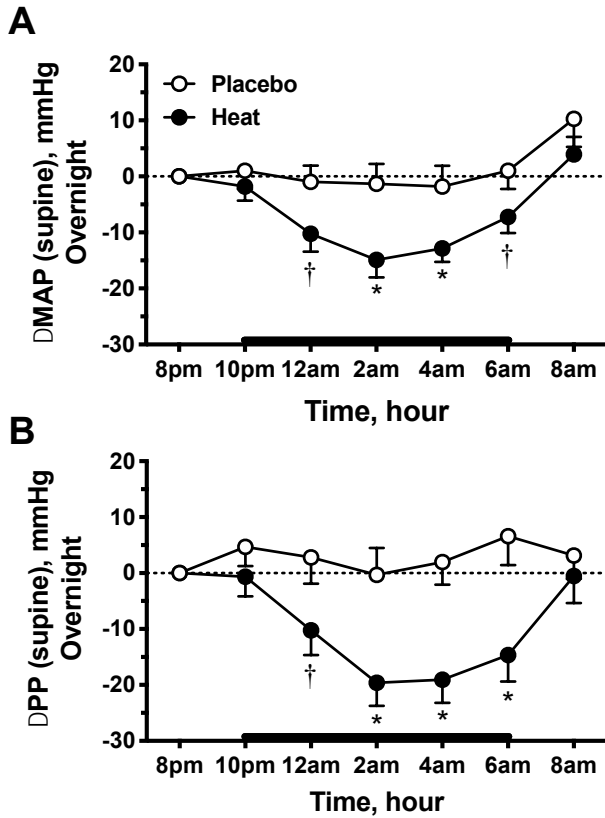 A
20
10
0
-10
-20
-30
▯MAP (supine), mmHg
Overnight
Placebo
Heat
†
*
*
†
8pm 10pm 12am 2am 4am 6am 8am
Time, hour
B
20
10
0
-10
-20
-30
▯PP (supine), mmHg
Overnight
†
*
*
*
8pm 10pm 12am 2am 4am 6am 8am
Time, hour